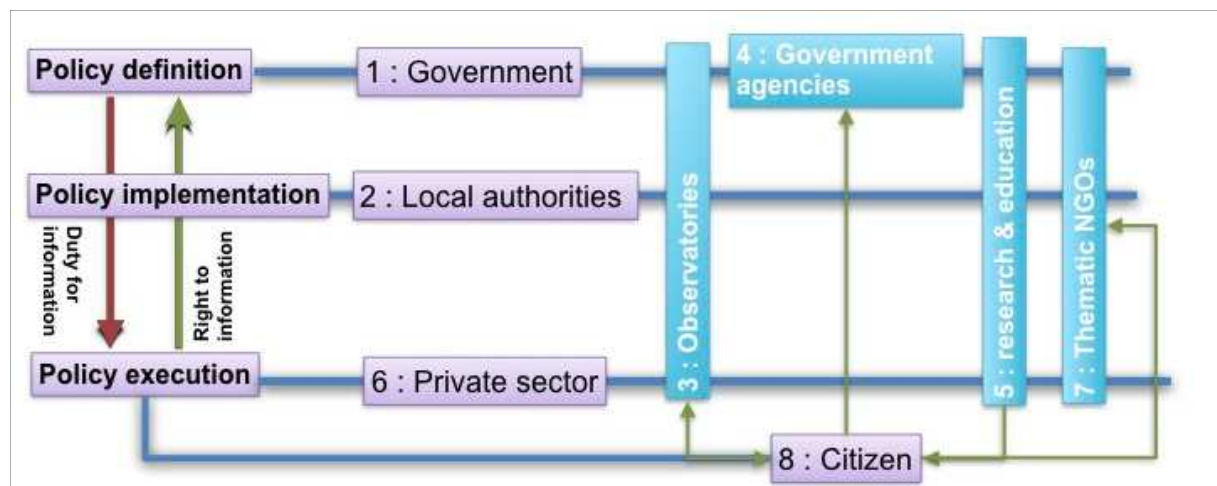 Policy definition
1 : Government
4 : Government
agencies
Policy implementation
2 : Local authorities
Duty for
information
Right to
information
Policy execution
6 : Private sector
3 : Observatories
5 : research & education
7 : Thematic NGOs
8 : Citizen